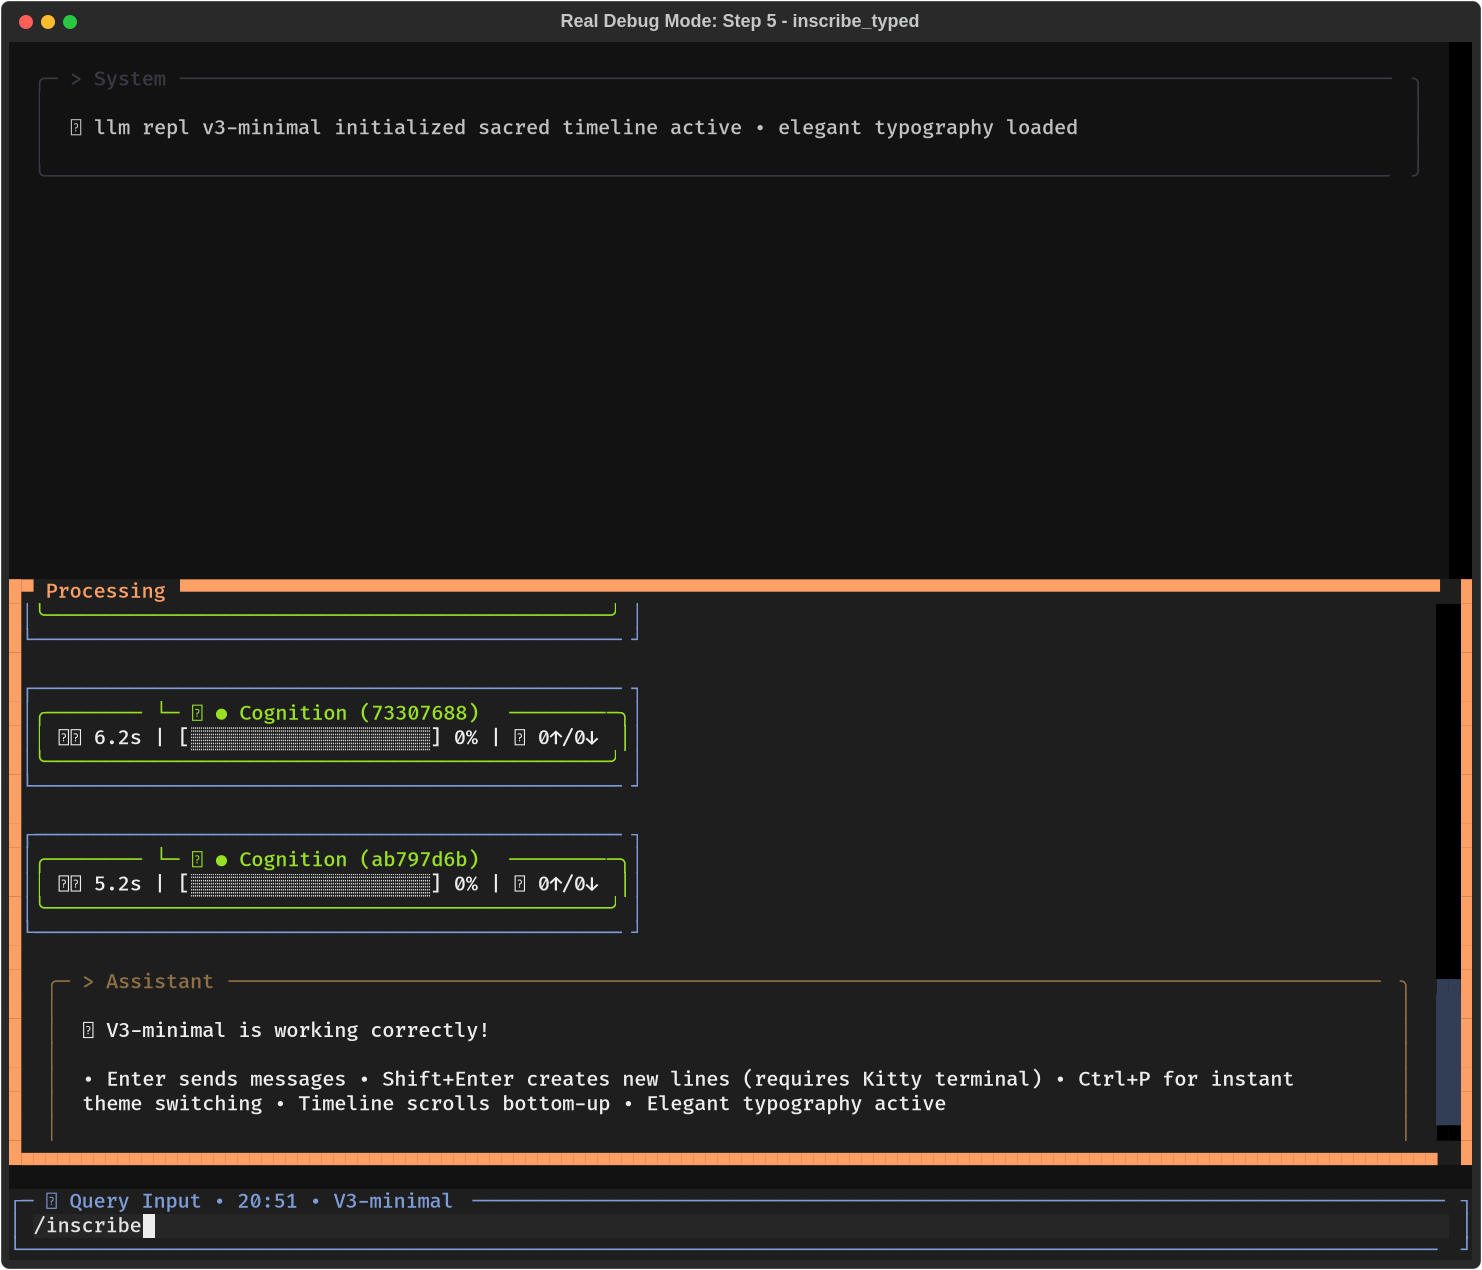 Real Debug Mode: Step 5 - inscribe_typed
> System
llm repl v3-minimal initialized sacred timeline active • elegant typography loaded
Processing
└─ ● Cognition (73307688)
6.2s | [░░░░░░░░░░░░░░░░░░░░] 0% | 0↑/0↓
└─ ● Cognition (ab797d6b)
5.2s | [░░░░░░░░░░░░░░░░░░░░] 0% | 0↑/0↓
> Assistant
V3-minimal is working correctly!
• Enter sends messages • Shift+Enter creates new lines (requires Kitty terminal) • Ctrl+P for instant
theme switching • Timeline scrolls bottom-up • Elegant typography active
Query Input • 20:51 • V3-minimal
/inscribe